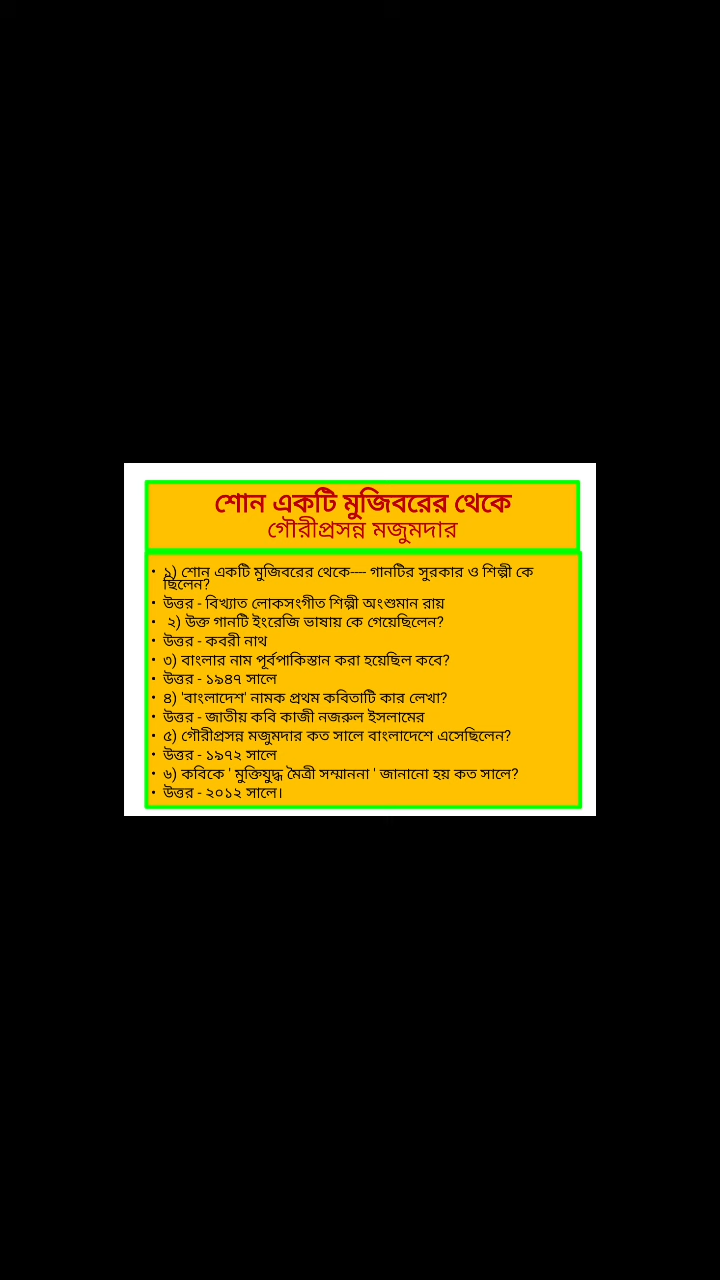 শোন একটি মুজিবরের থেকে
গৌরীপ্রসন্ন মজুমদার
• ১) শোন একটি মুজিবরের থেকে---- গানটির সুরকার ও শিল্পী কে
ছিলেন?
• উত্তর - বিখ্যাত লোকসংগীত শিল্পী অংশুমান রায়
• ২) উক্ত গানটি ইংরেজি ভাষায় কে গেয়েছিলেন?
• উত্তর - কবরী নাথ
• ৩) বাংলার নাম পূর্বপাকিস্তান করা হয়েছিল কবে?
• উত্তর - ১৯৪৭ সালে
• ৪) 'বাংলাদেশ' নামক প্রথম কবিতাটি কার লেখা?
• উত্তর - জাতীয় কবি কাজী নজরুল ইসলামের
• ৫) গৌরীপ্রসন্ন মজুমদার কত সালে বাংলাদেশে এসেছিলেন?
• উত্তর - ১৯৭২ সালে
• ৬) কবিকে ' মুক্তিযুদ্ধ মৈত্রী সম্মাননা ' জানানো হয় কত সালে?
• উত্তর - ২০১২ সালে।